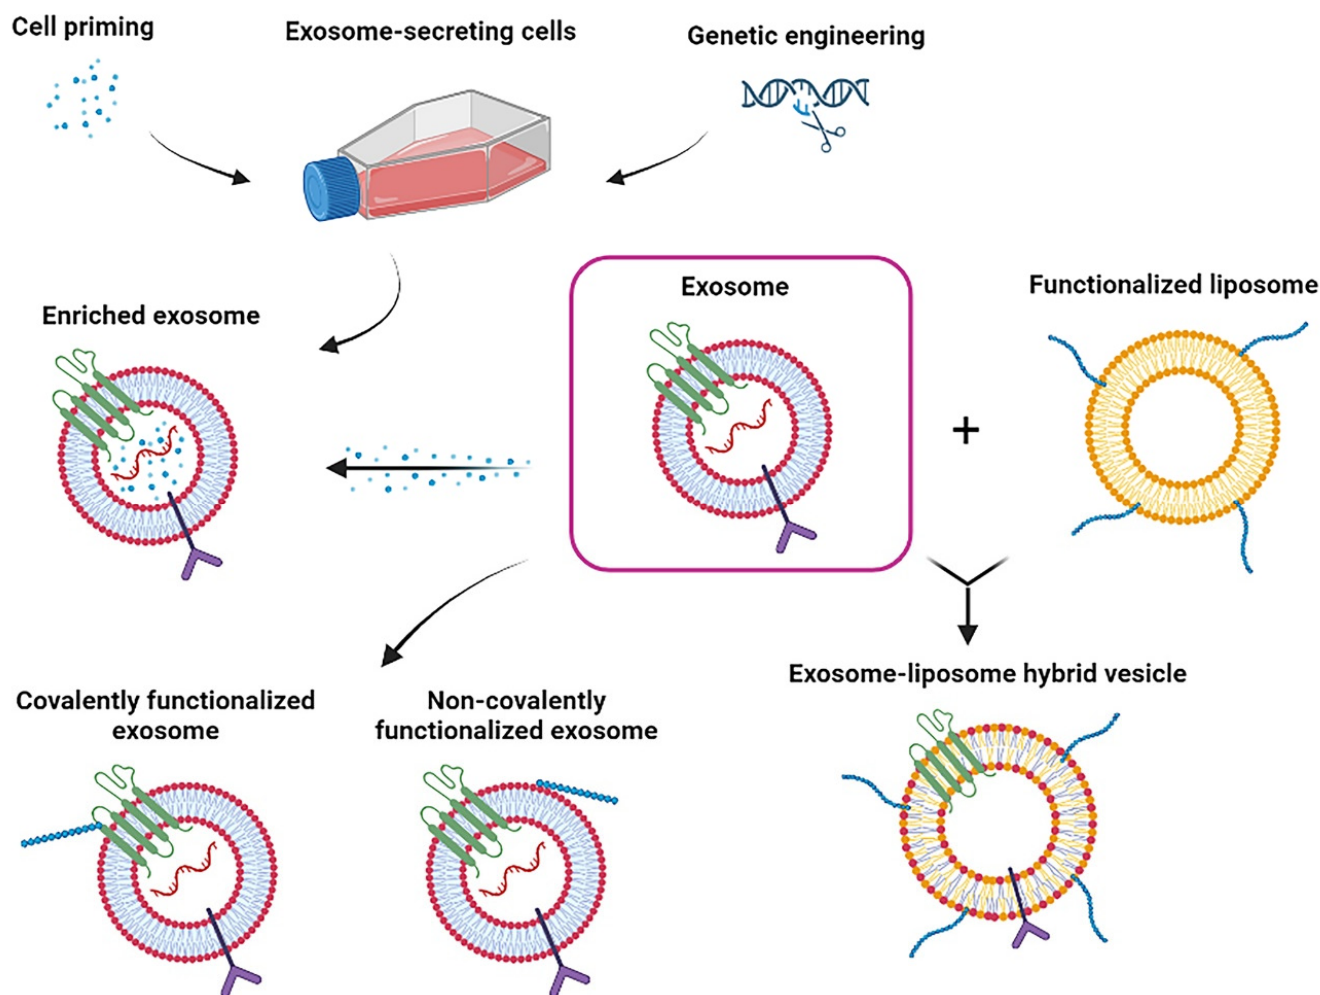 Cell priming
Exosome-secreting cells
Genetic engineering
Enriched exosome
Exosome
Functionalized liposome
+
Exosome-liposome hybrid vesicle
Covalently functionalized
exosome
Non-covalently
functionalized exosome